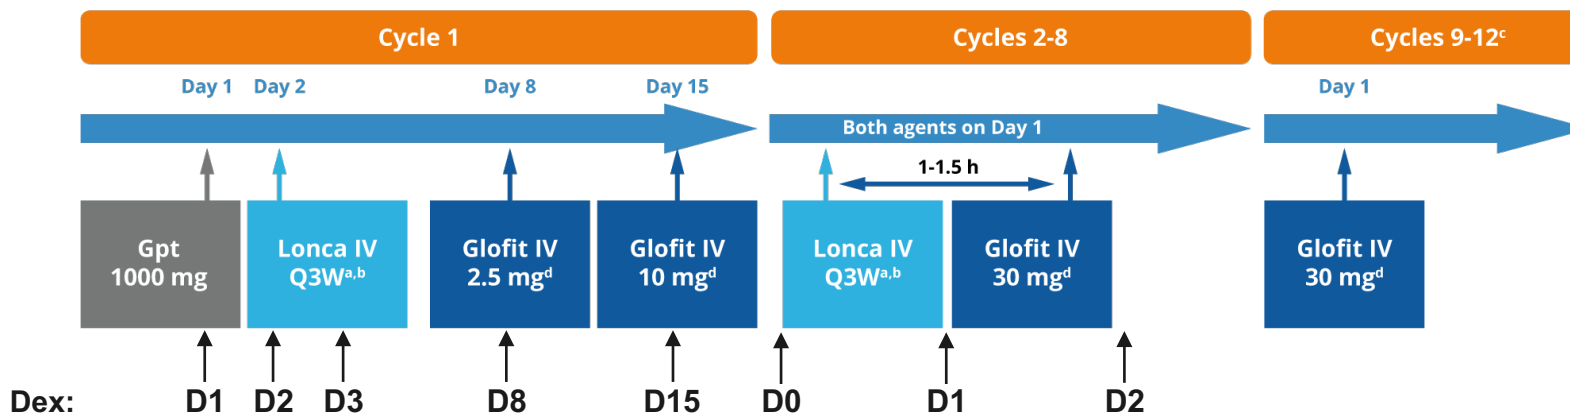 Cycle 1
Cycles 2-8
Cycles 9-12ᶜ
Day 1
Day 2
Day 8
Day 15
Day 1
Both agents on Day 1
1-1.5 h
Gpt
1000 mg
Lonca IV
Q3Wᵃ,ᵇ
Glofit IV
2.5 mgᵈ
Glofit IV
10 mgᵈ
Lonca IV
Q3Wᵃ,ᵇ
Glofit IV
30 mgᵈ
Glofit IV
30 mgᵈ
Dex: D1 D2 D3 D8 D15 D0 D1 D2